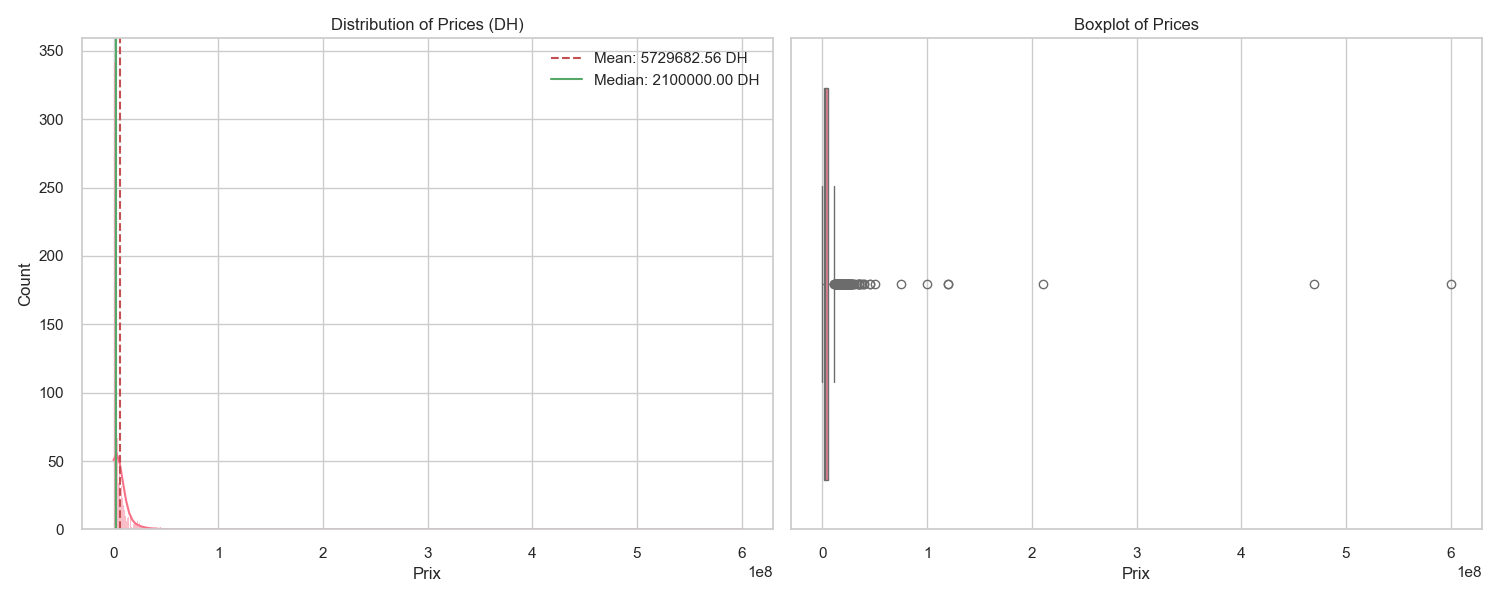 Distribution of Prices (DH)
Mean: 5729682.56 DH
Median: 2100000.00 DH
350
300
250
200
150
100
50
0
Count
0 1 2 3 4 5 6
1e8
Prix
Boxplot of Prices
0 1 2 3 4 5 6
1e8
Prix